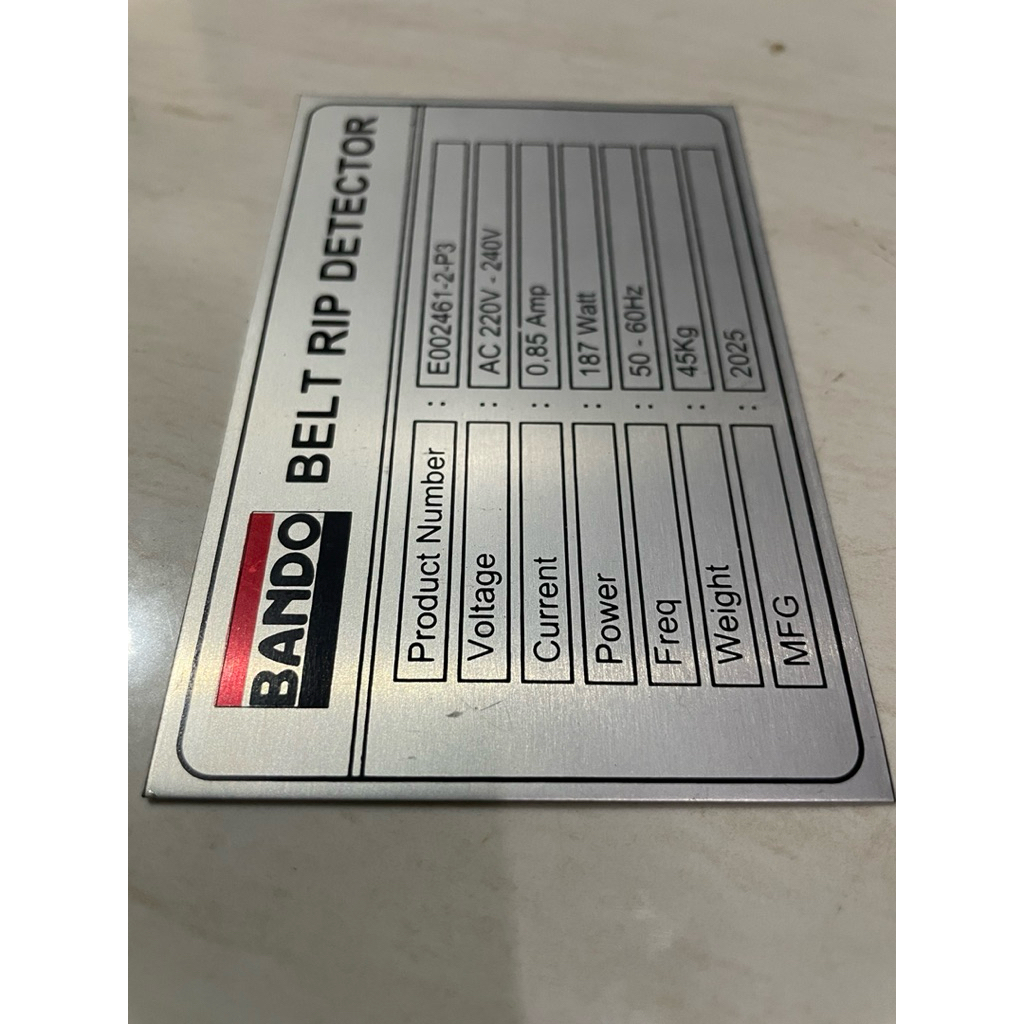 BANDO BELT RIP DETECTOR
Product Number : E002461-2-P3
Voltage : AC 220V - 240V
Current : 0,85 Amp
Power : 187 Watt
Freq : 50 - 60Hz
Weight : 45Kg
MFG : 2025